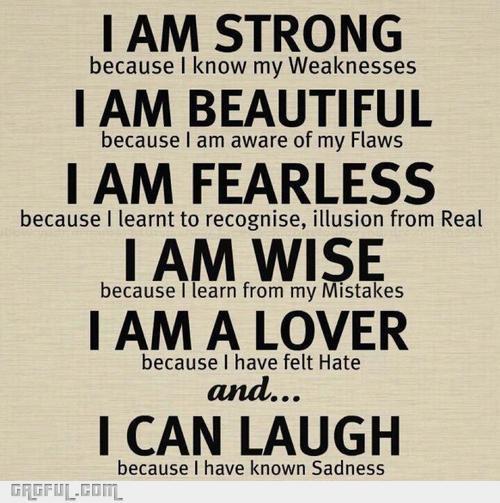 I AM STRONG
because I know my Weaknesses
I AM BEAUTIFUL
because I am aware of my Flaws
I AM FEARLESS
because I learnt to recognise, illusion from Real
I AM WISE
because I learn from my Mistakes
I AM A LOVER
because I have felt Hate
and...
I CAN LAUGH
because I have known Sadness
GAGFUL.COM